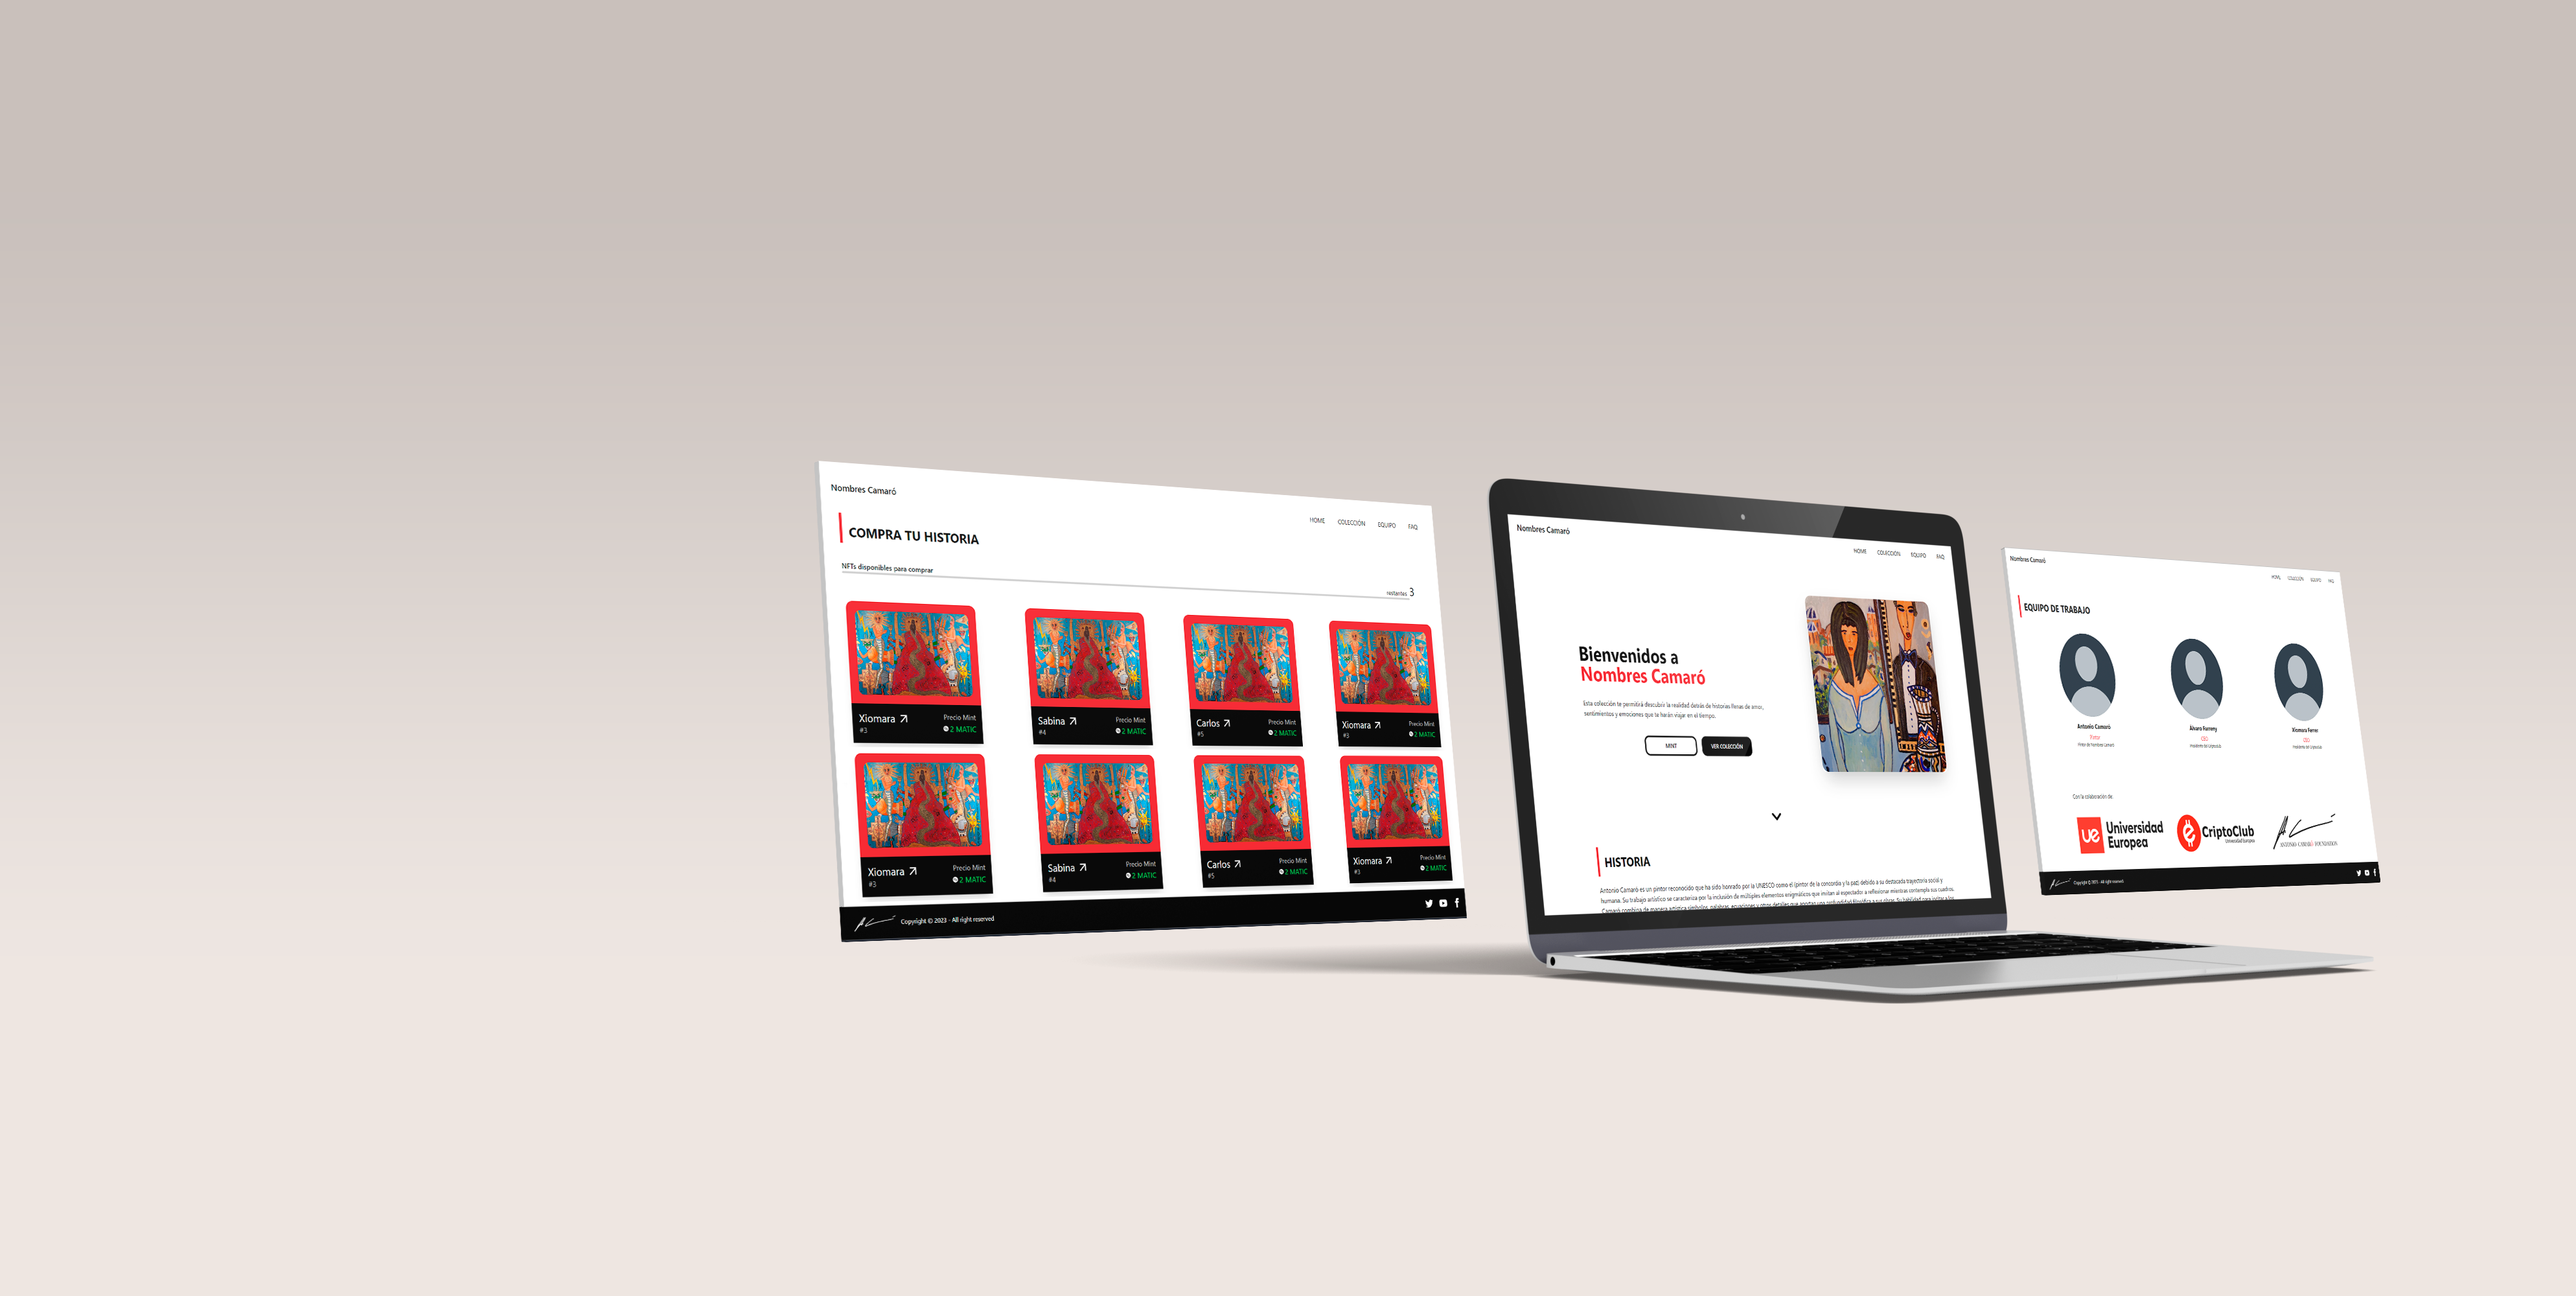 Nombres Camaró
HOME COLECCIÓN EQUIPO FAQ
COMPRA TU HISTORIA
NFTs disponibles para comprar
restantes 3
Xiomara
#3
Precio Mint
2 MATIC
Sabina
#4
Precio Mint
2 MATIC
Carlos
#5
Precio Mint
2 MATIC
Xiomara
#3
Precio Mint
2 MATIC
Xiomara
#3
Precio Mint
2 MATIC
Sabina
#4
Precio Mint
2 MATIC
Carlos
#5
Precio Mint
2 MATIC
Xiomara
#3
Precio Mint
2 MATIC
Copyright © 2023 - All right reserved
Nombres Camaró
HOME COLECCIÓN EQUIPO FAQ
Bienvenidos a
Nombres Camaró
Esta colección te permitirá descubrir la realidad detrás de historias llenas de amor,
sentimientos y emociones que te harán viajar en el tiempo.
MINT
VER COLECCIÓN
HISTORIA
Antonio Camaró es un pintor reconocido que ha sido honrado por la UNESCO como el (pintor de la concordia y la paz) debido a su destacada trayectoria social y
humana. Su trabajo artístico se caracteriza por la inclusión de múltiples elementos enigmáticos que invitan al espectador a reflexionar mientras contempla sus cuadros.
Camaró combina de manera artística símbolos, palabras, ecuaciones y otros detalles que aportan una profundidad filosófica a sus obras. Su habilidad para
Nombres Camaró
HOME COLECCIÓN EQUIPO FAQ
EQUIPO DE TRABAJO
Antonio Camaró
Pintor
Pintor de Nombres Camaró
CEO
Xiomara Ferrer
CEO
Con la colaboración de:
ue Universidad
Europea
CriptoClub
Universidad Europea
ANTONIO CAMARÓ FOUNDATION
Copyright © 2023 - All right reserved